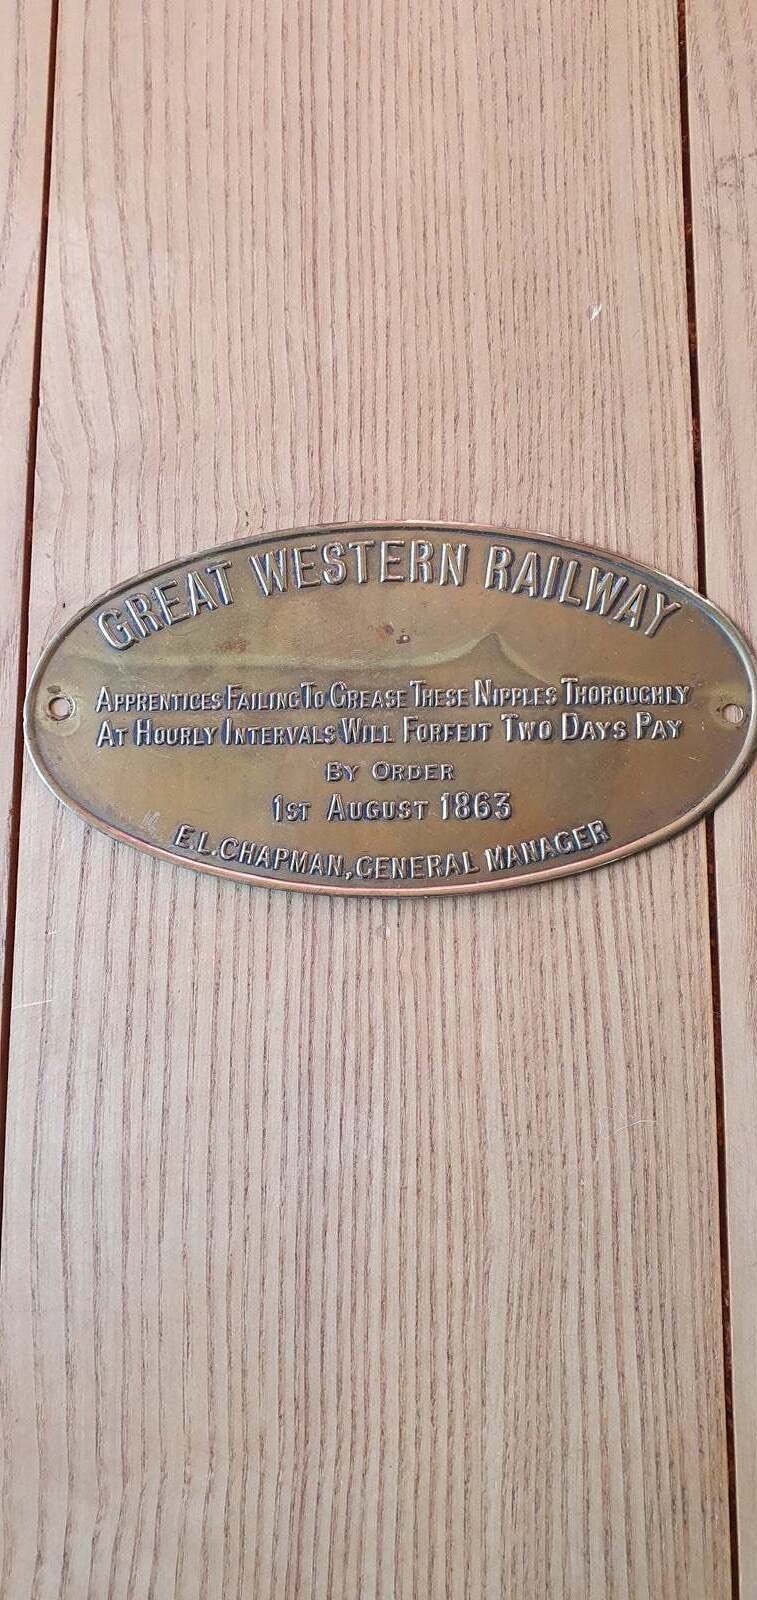 GREAT WESTERN RAILWAY
APPRENTICES FAILING TO GREASE THESE NIPPLES THOROUGHLY
AT HOURLY INTERVALS WILL FORFEIT TWO DAYS PAY
BY ORDER
1ST AUGUST 1863
E.L.CHAPMAN, GENERAL MANAGER